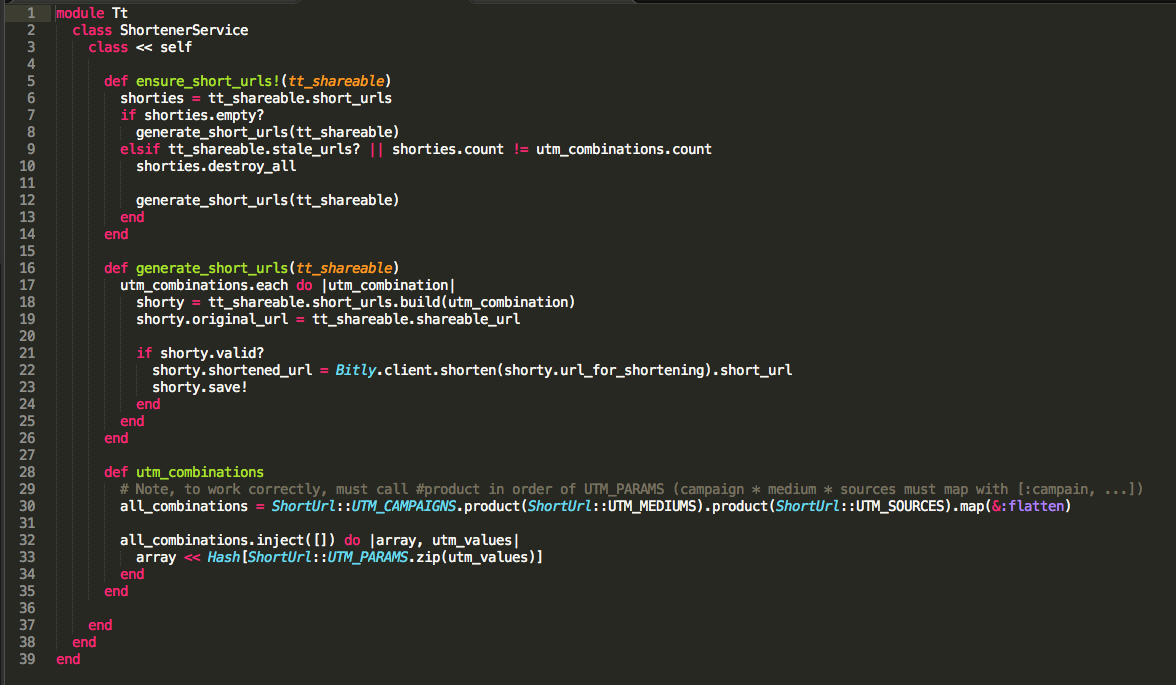 1 module Tt
2   class ShortenerService
3     class << self
4
5       def ensure_short_urls!(tt_shareable)
6         shorties = tt_shareable.short_urls
7         if shorties.empty?
8           generate_short_urls(tt_shareable)
9         elsif tt_shareable.stale_urls? || shorties.count != utm_combinations.count
10           shorties.destroy_all
11
12           generate_short_urls(tt_shareable)
13         end
14       end
15
16       def generate_short_urls(tt_shareable)
17         utm_combinations.each do |utm_combination|
18           shorty = tt_shareable.short_urls.build(utm_combination)
19           shorty.original_url = tt_shareable.shareable_url
20
21           if shorty.valid?
22             shorty.shortened_url = Bitly.client.shorten(shorty.url_for_shortening).short_url
23             shorty.save!
24           end
25         end
26       end
27
28       def utm_combinations
29         # Note, to work correctly, must call #product in order of UTM_PARAMS (campaign * medium * sources must map with [:campain, ...])
30         all_combinations = ShortUrl::UTM_CAMPAIGNS.product(ShortUrl::UTM_MEDIUMS).product(ShortUrl::UTM_SOURCES).map(&:flatten)
31
32         all_combinations.inject([]) do |array, utm_values|
33           array << Hash[ShortUrl::UTM_PARAMS.zip(utm_values)]
34         end
35       end
36
37     end
38   end
39 end